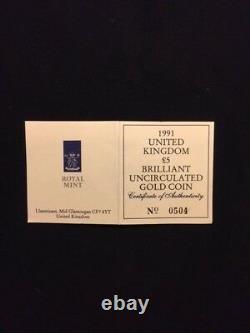 ROYAL
MINT
Llantrisant, Mid Glamorgan CF7 8YT
United Kingdom
1991
UNITED
KINGDOM
£5
BRILLIANT
UNCIRCULATED
GOLD COIN
Certificate of Authenticity
Nº 0504